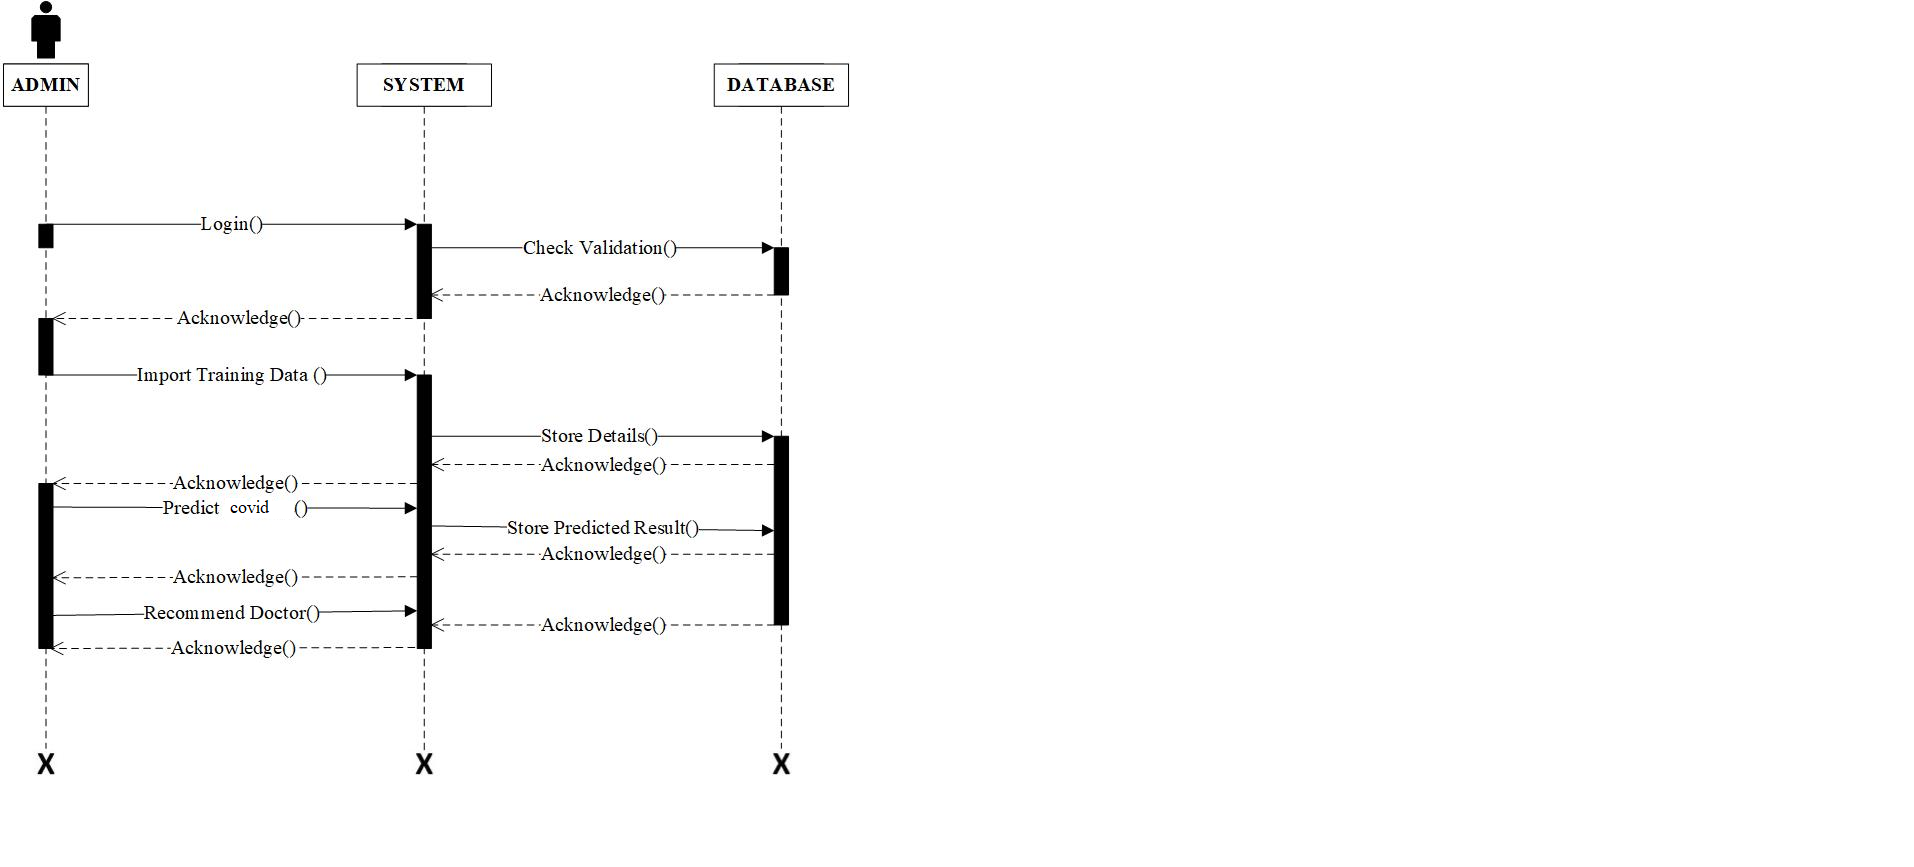 ADMIN
SYSTEM
DATABASE
Login()
Check Validation()
Acknowledge()
Acknowledge()
Import Training Data ()
Store Details()
Acknowledge()
Acknowledge()
Predict covid ()
Store Predicted Result()
Acknowledge()
Acknowledge()
Recommend Doctor()
Acknowledge()
Acknowledge()
X
X
X